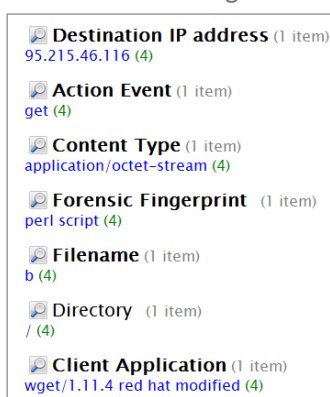 Destination IP address (1 item)
95.215.46.116 (4)
Action Event (1 item)
get (4)
Content Type (1 item)
application/octet-stream (4)
Forensic Fingerprint (1 item)
perl script (4)
Filename (1 item)
b (4)
Directory (1 item)
/ (4)
Client Application (1 item)
wget/1.11.4 red hat modified (4)